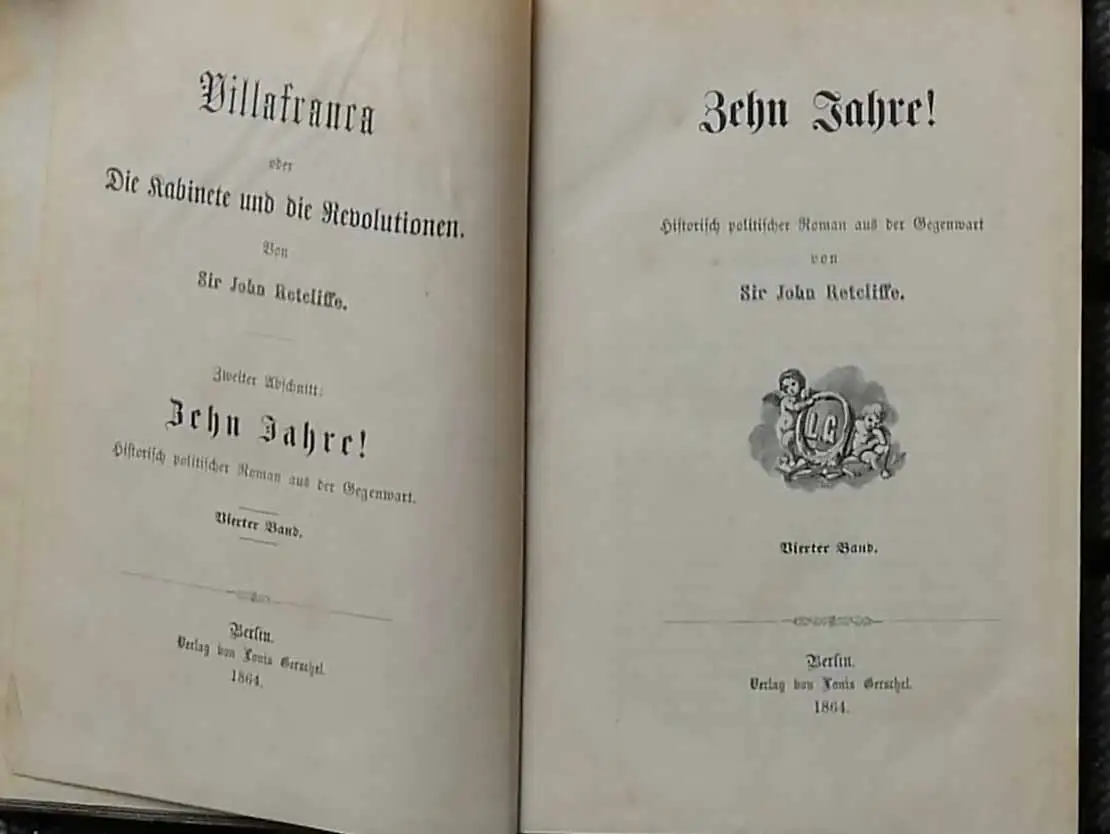 Villafranca
oder
Die Kabinete und die Revolutionen.
Von
Sir John Retcliffe.
Zweiter Abschnitt:
Zehn Jahre!
Historisch politischer Roman aus der Gegenwart.
Vierter Band.
Berlin.
Verlag von Louis Gerschel.
1864.
Zehn Jahre!
Historisch politischer Roman aus der Gegenwart
von
Sir John Retcliffe.
LG
Vierter Band.
Berlin.
Verlag von Louis Gerschel.
1864.